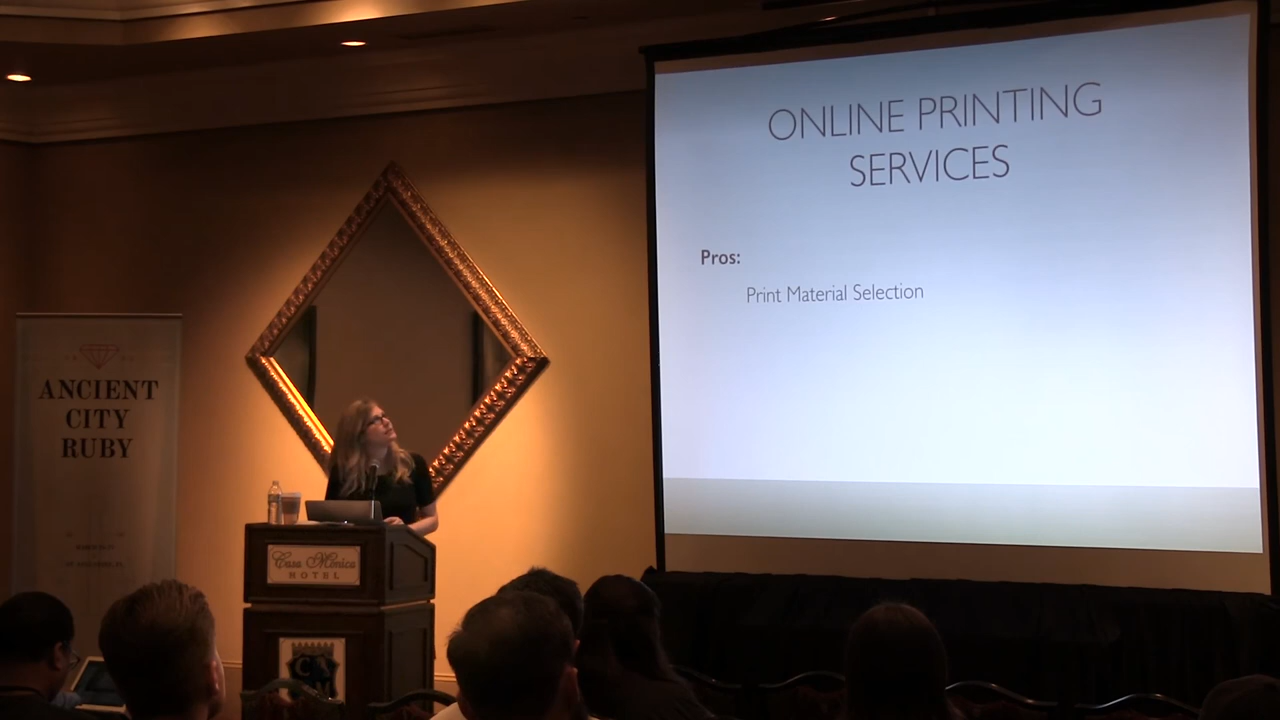 ONLINE PRINTING
SERVICES
Pros:
Print Material Selection
ANCIENT
CITY
RUBY
Casa Monica
HOTEL